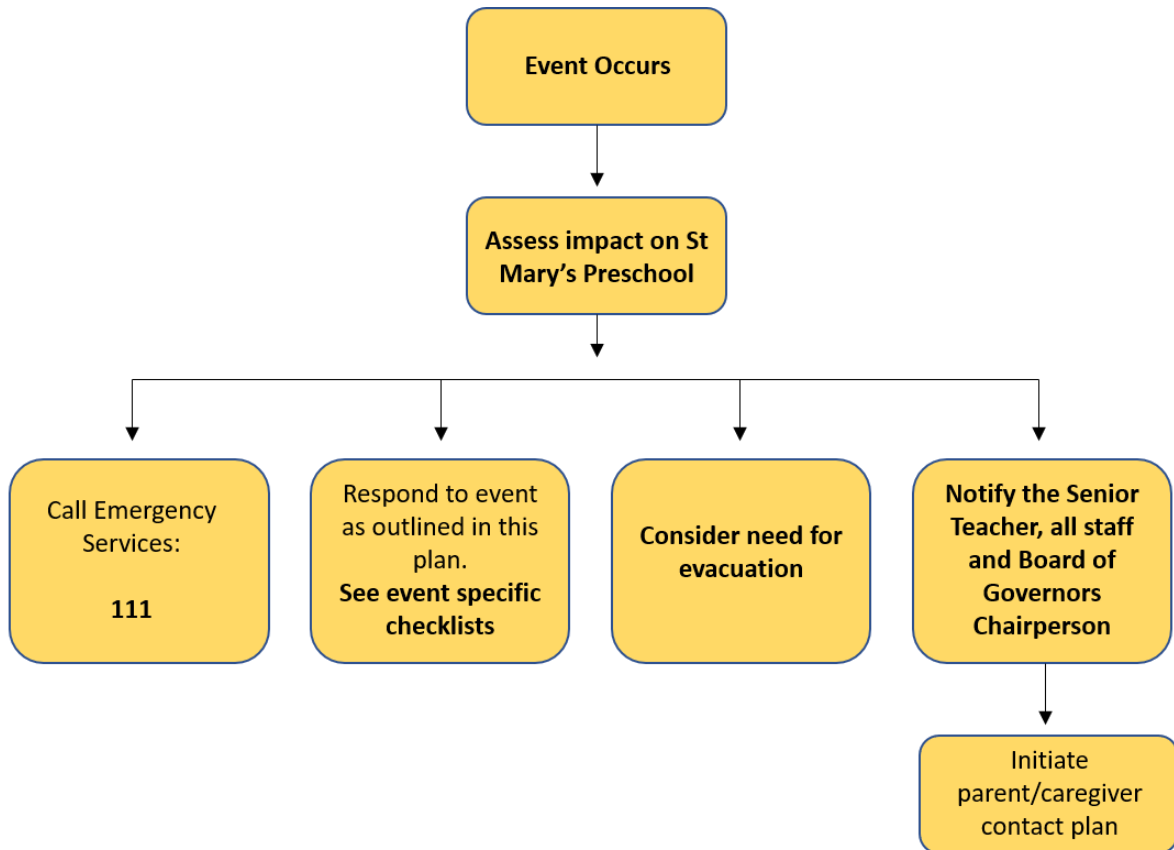 Event Occurs
Assess impact on St
Mary’s Preschool
Call Emergency
Services:
111
Respond to event
as outlined in this
plan.
See event specific
checklists
Consider need for
evacuation
Notify the Senior
Teacher, all staff
and Board of
Governors
Chairperson
Initiate
parent/caregiver
contact plan